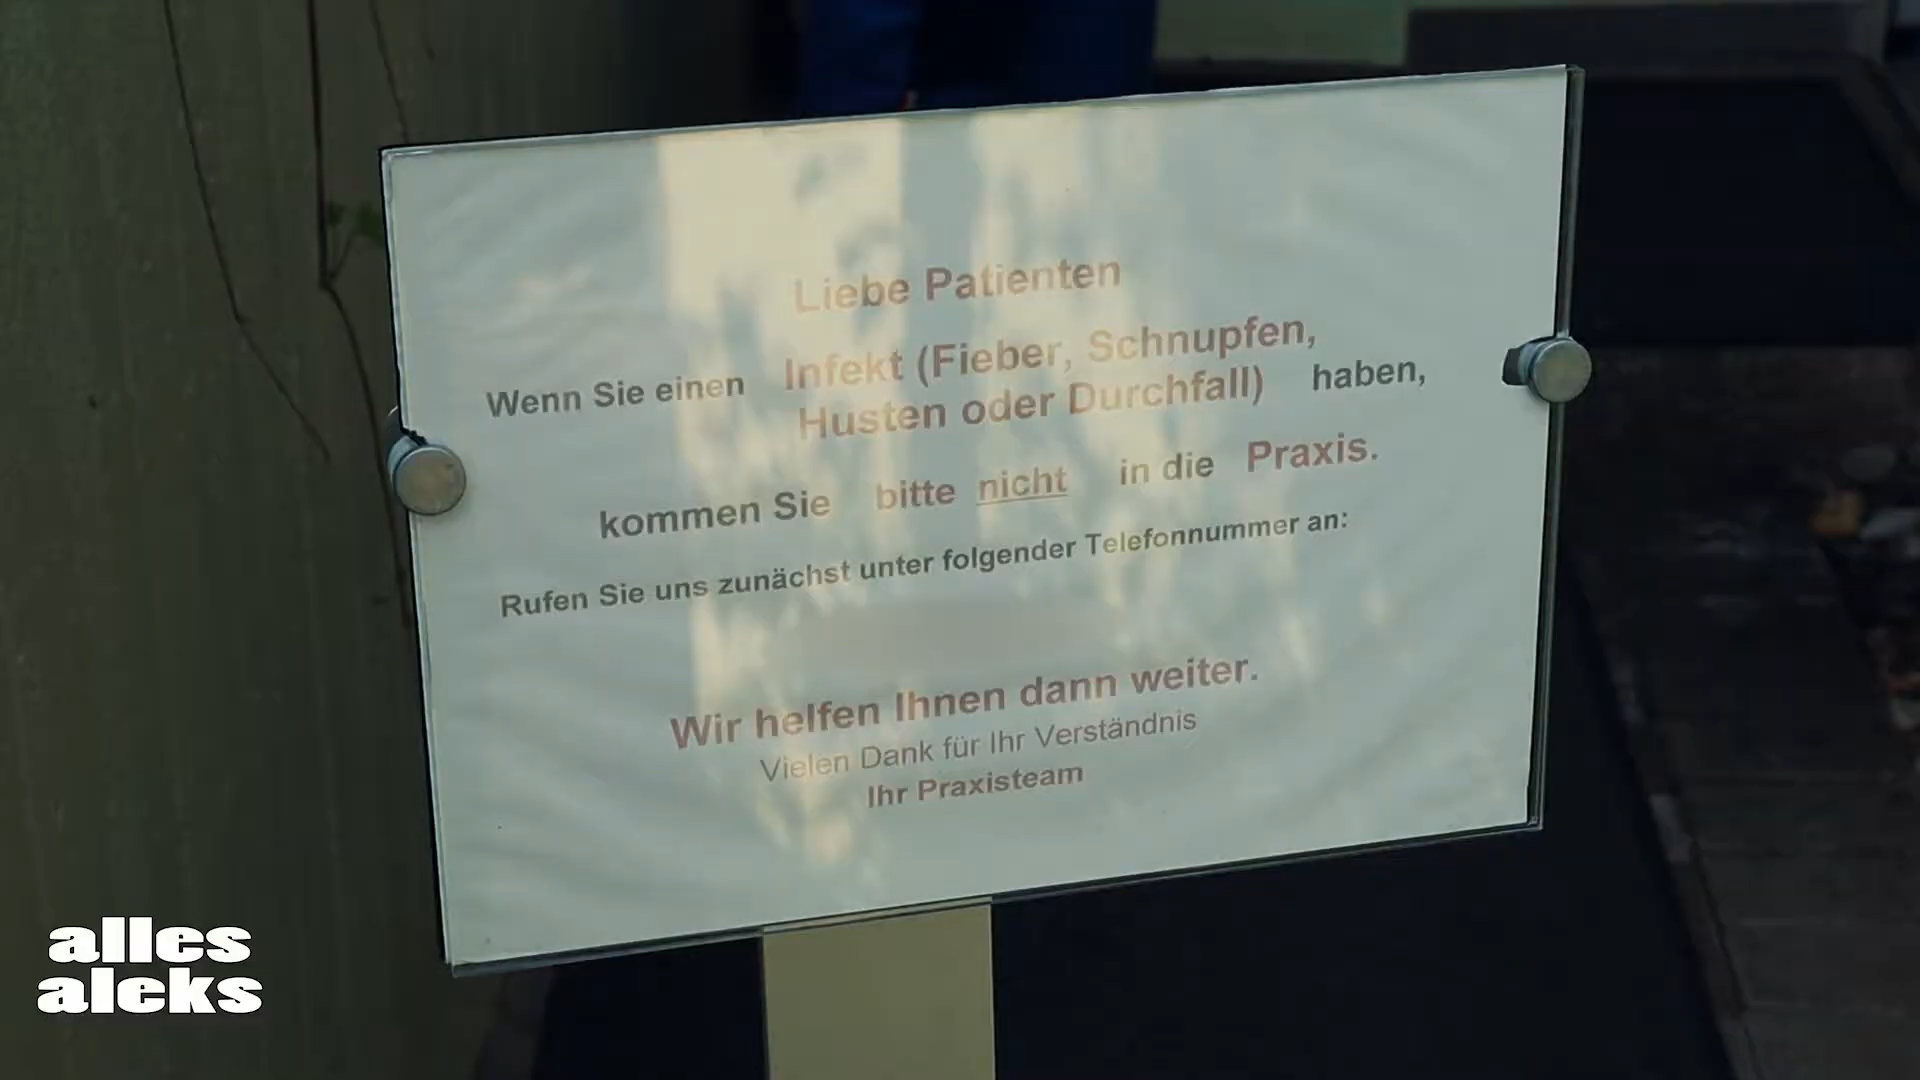 Liebe Patienten
Wenn Sie einen Infekt (Fieber, Schnupfen,
Husten oder Durchfall) haben,
kommen Sie bitte nicht in die Praxis.
Rufen Sie uns zunächst unter folgender Telefonnummer an:
Wir helfen Ihnen dann weiter.
Vielen Dank für Ihr Verständnis
Ihr Praxisteam
alles
aleks